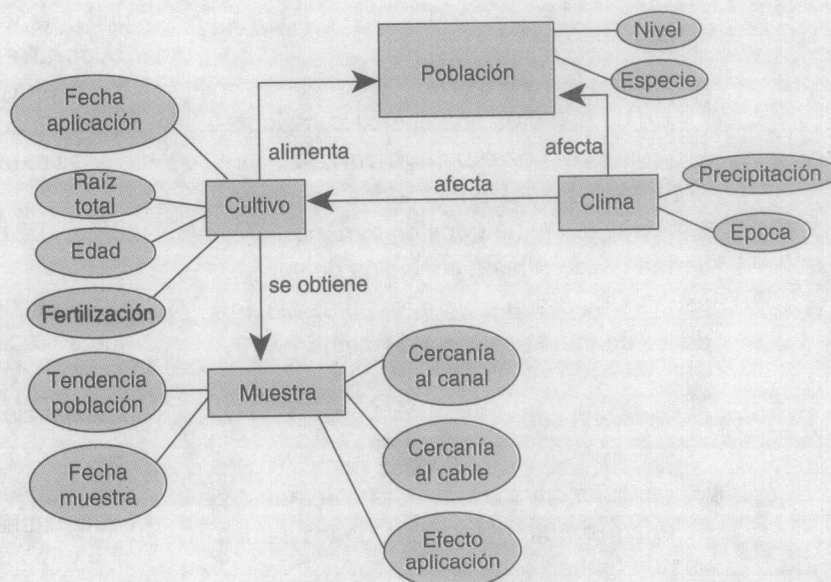 Nivel
Población
Especie
Fecha
aplicación
alimenta
afecta
Raíz
total
afecta
Precipitación
Cultivo
Clima
Epoca
Edad
se obtiene
Fertilización
Tendencia
población
Muestra
Cercanía
al canal
Fecha
muestra
Cercanía
al cable
Efecto
aplicación